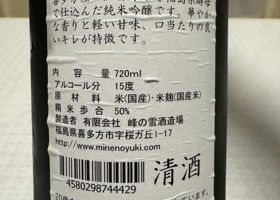 で仕込んだ純米吟醸です。華やか
な香りと軽い甘味、口当たりの良
いキレが特徴です。
内容量 720ml
アルコール分 15度
原材料 米(国産)・米麹(国産米)
精米歩合 50%
製造者 有限会社 峰の雪酒造場
福島県喜多方市字桜ガ丘1-17
http://www.minenoyuki.com/
清酒
4580298744429